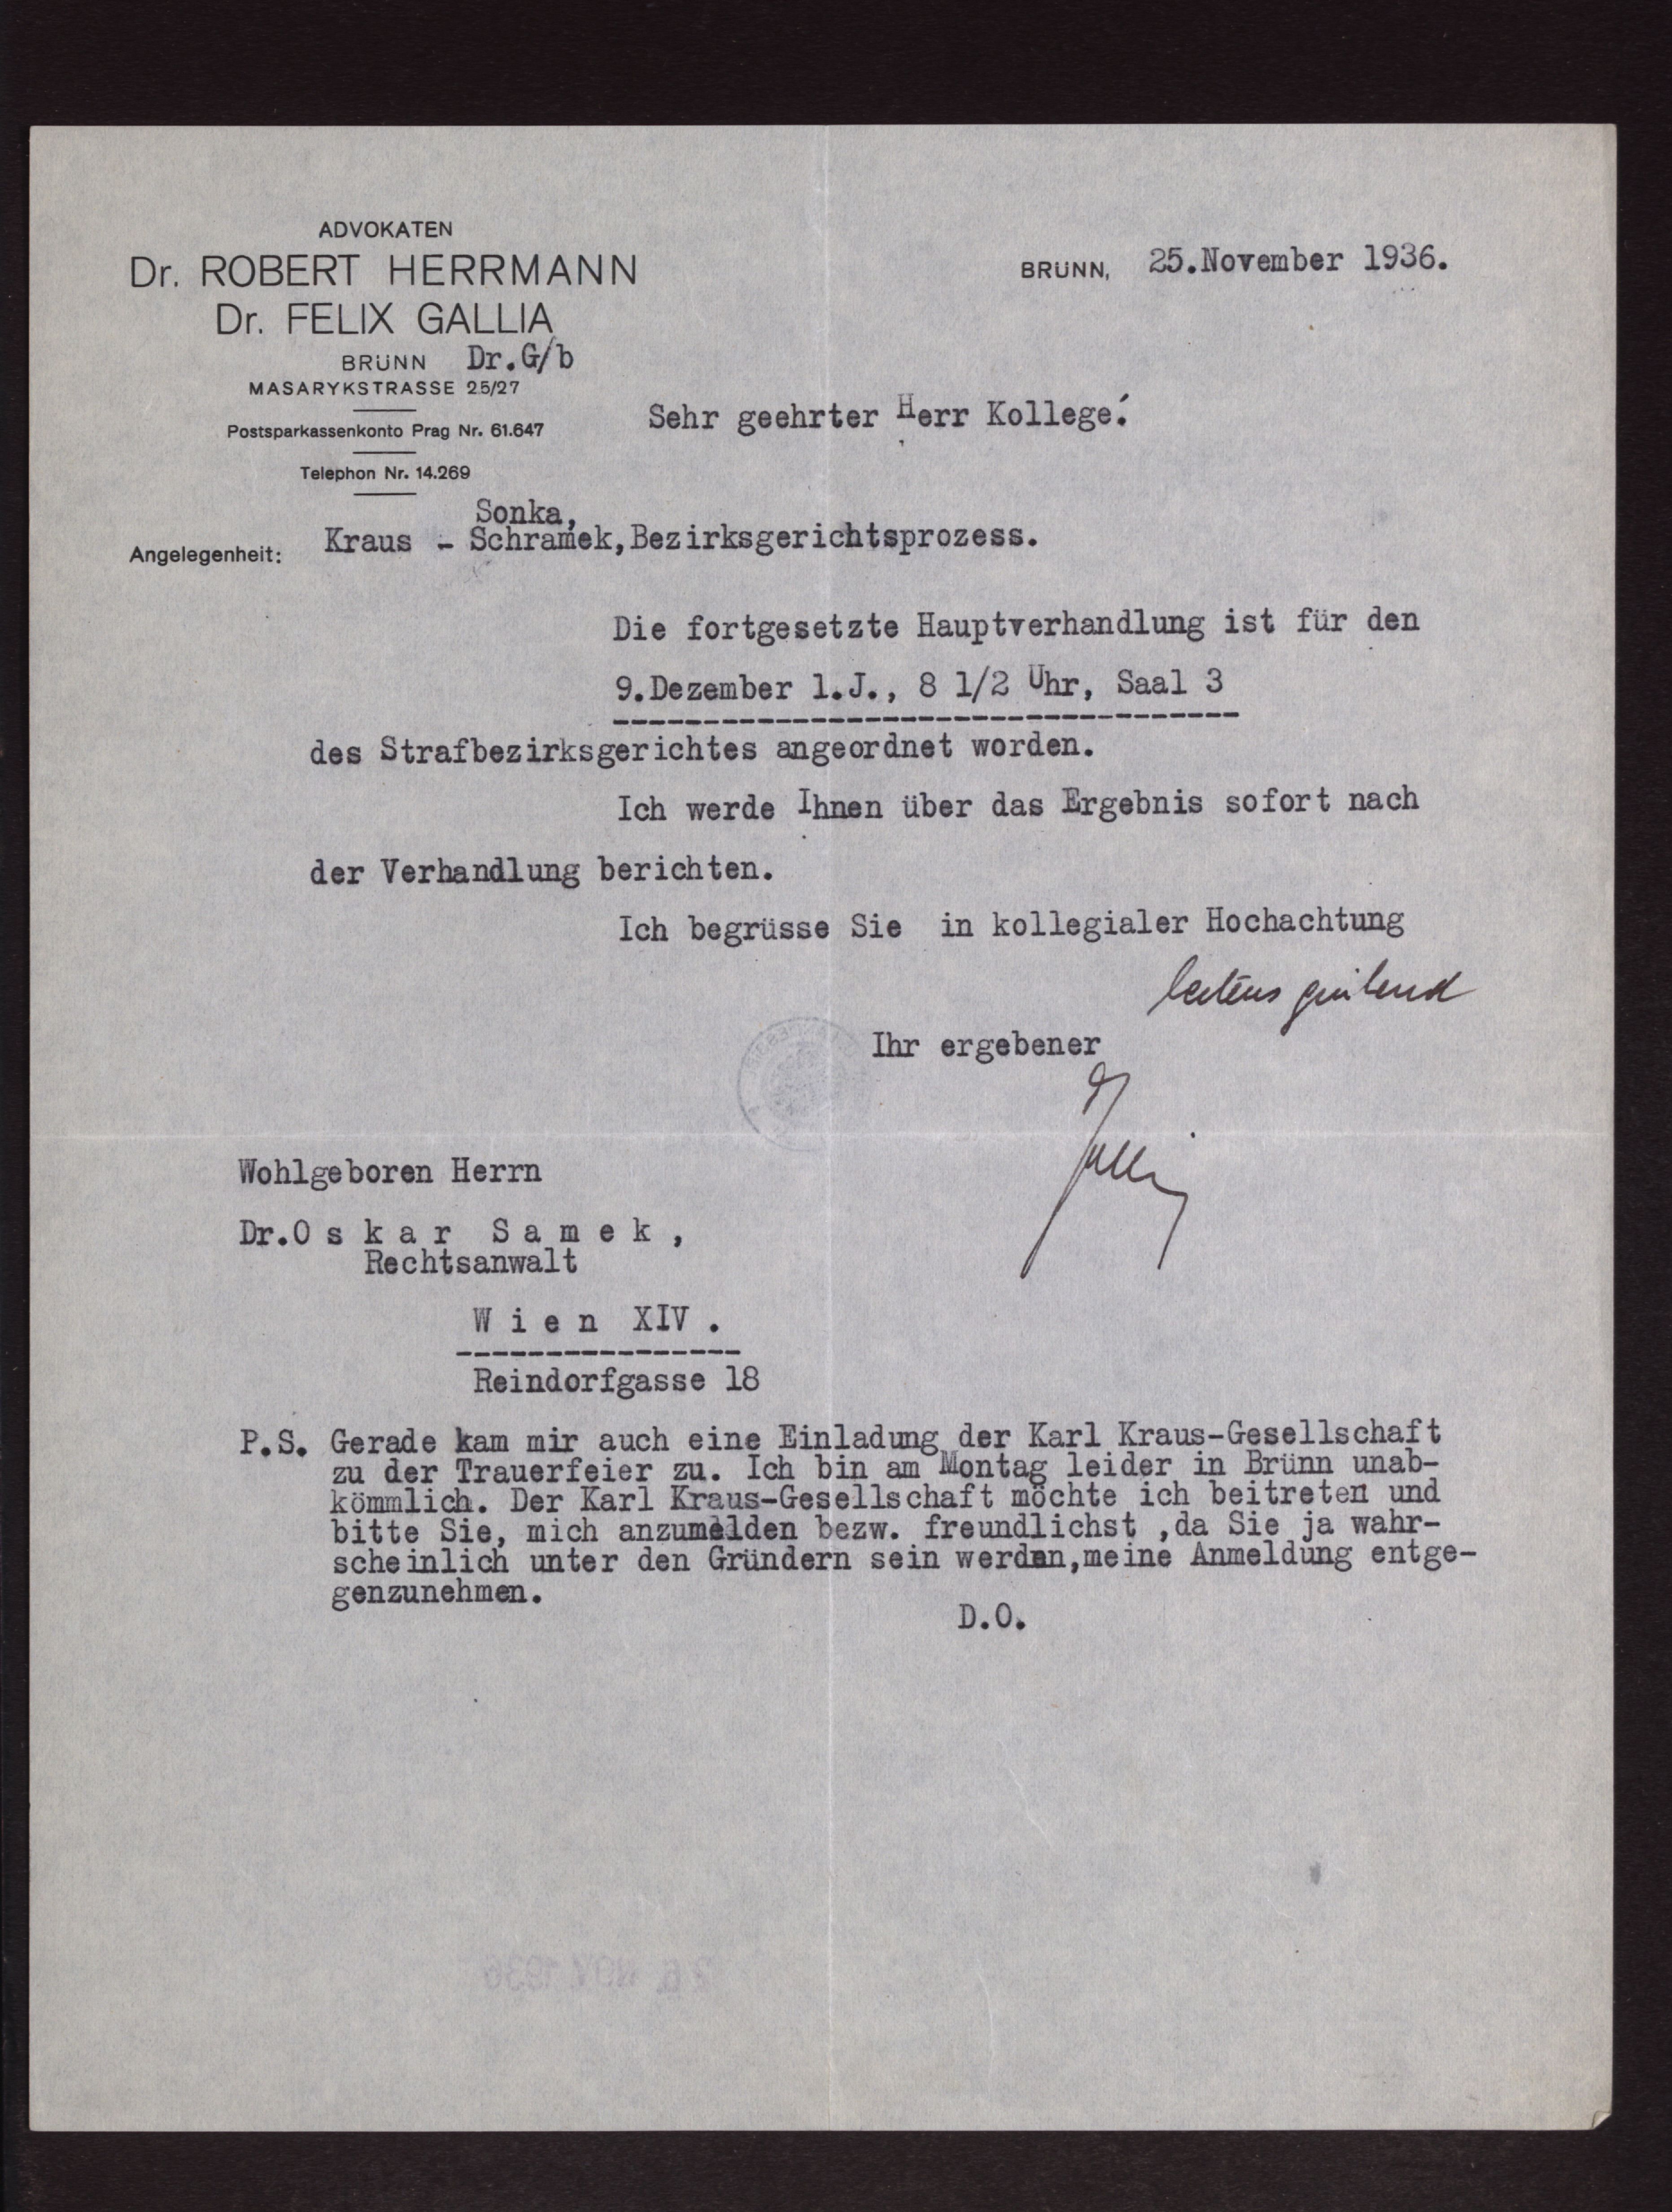 ADVOKATEN
Dr. ROBERT HERRMANN
Dr. FELIX GALLIA
BRÜNN Dr.G/b
MASARYKSTRASSE 25/27
Postsparkassenkonto Prag Nr. 61.647
Telephon Nr. 14.269
BRÜNN, 25.November 1936.
Sehr geehrter Herr Kollege!
Sonka,
Angelegenheit: Kraus - Schramek,Bezirksgerichtsprozess.
Die fortgesetzte Hauptverhandlung ist für den
9.Dezember l.J., 8 1/2 Uhr, Saal 3
des Strafbezirksgerichtes angeordnet worden.
Ich werde Ihnen über das Ergebnis sofort nach
der Verhandlung berichten.
Ich begrüsse Sie in kollegialer Hochachtung
bestens grüßend
Ihr ergebener
Gallia
Wohlgeboren Herrn
Dr.O s k a r S a m e k ,
Rechtsanwalt
W i e n XIV .
Reindorfgasse 18
P.S. Gerade kam mir auch eine Einladung der Karl Kraus-Gesellschaft
zu der Trauerfeier zu. Ich bin am Montag leider in Brünn unab-
kömmlich. Der Karl Kraus-Gesellschaft möchte ich beitreten und
bitte Sie, mich anzumelden bezw. freundlichst ,da Sie ja wahr-
scheinlich unter den Gründern sein werden,meine Anmeldung entge-
genzunehmen.
D.O.